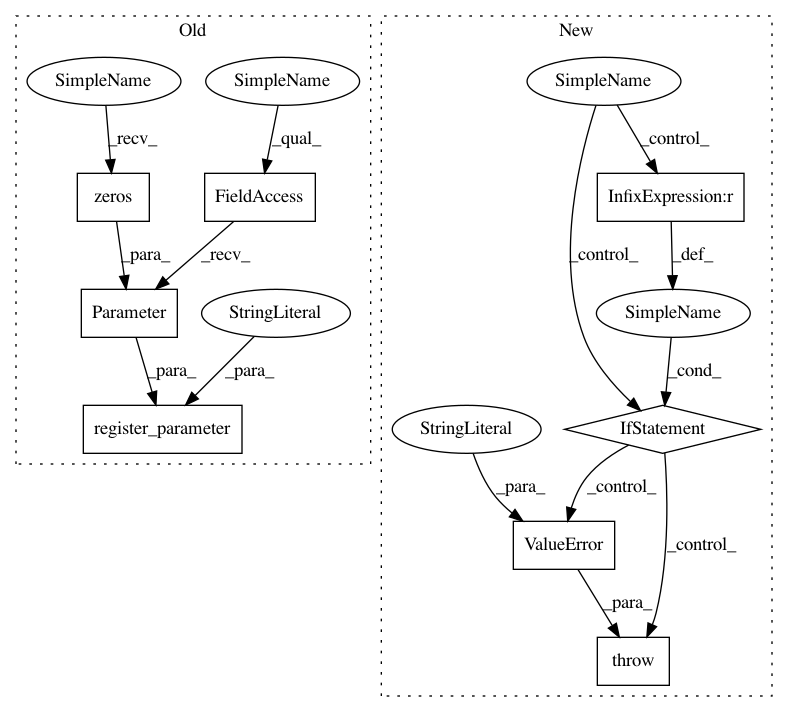 Old
New
SimpleName
SimpleName
SimpleName
_recv_
_qual_
_control_
zeros
FieldAccess
InfixExpression:r
_para_
_recv_
_control_
_def_
Parameter
StringLiteral
SimpleName
_para_
_para_
_cond_
register_parameter
StringLiteral
IfStatement
_para_
_control_
ValueError
_control_
_para_
throw